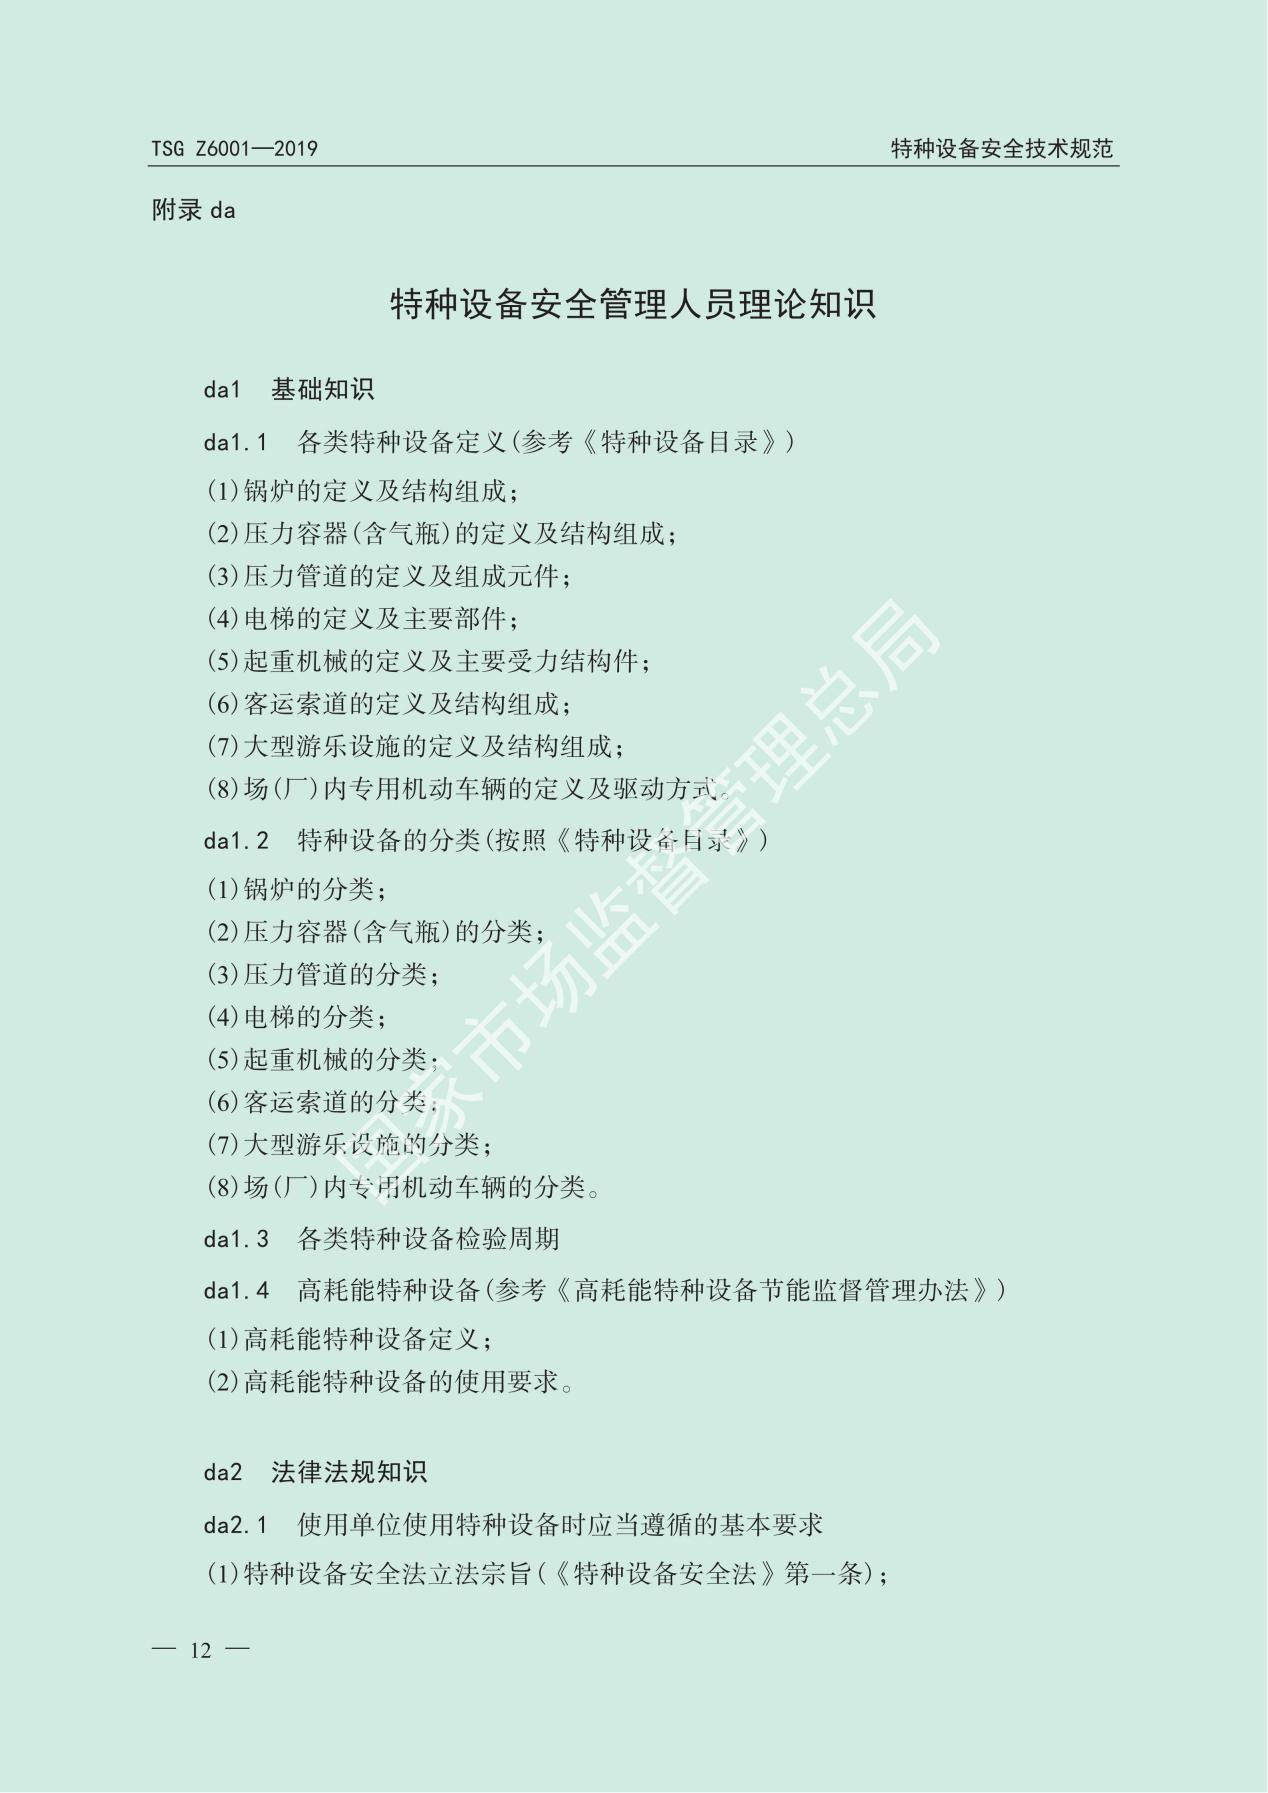 TSG Z6001—2019
特种设备安全技术规范
附录 da
特种设备安全管理人员理论知识
da1 基础知识
da1.1 各类特种设备定义(参考《特种设备目录》)
(1)锅炉的定义及结构组成；
(2)压力容器(含气瓶)的定义及结构组成；
(3)压力管道的定义及组成元件；
(4)电梯的定义及主要部件；
(5)起重机械的定义及主要受力结构件；
(6)客运索道的定义及结构组成；
(7)大型游乐设施的定义及结构组成；
(8)场(厂)内专用机动车辆的定义及驱动方式。
da1.2 特种设备的分类(按照《特种设备目录》)
(1)锅炉的分类；
(2)压力容器(含气瓶)的分类；
(3)压力管道的分类；
(4)电梯的分类；
(5)起重机械的分类；
(6)客运索道的分类；
(7)大型游乐设施的分类；
(8)场(厂)内专用机动车辆的分类。
da1.3 各类特种设备检验周期
da1.4 高耗能特种设备(参考《高耗能特种设备节能监督管理办法》)
(1)高耗能特种设备定义；
(2)高耗能特种设备的使用要求。
da2 法律法规知识
da2.1 使用单位使用特种设备时应当遵循的基本要求
(1)特种设备安全法立法宗旨(《特种设备安全法》第一条)；
— 12 —
国家市场监督管理总局